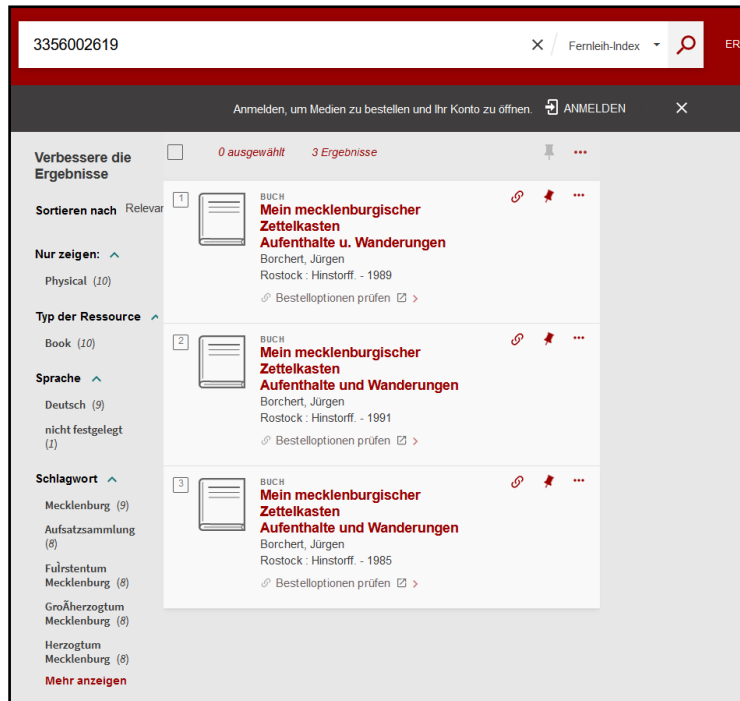 3356002619
Fernleih-Index
ER
Anmelden, um Medien zu bestellen und Ihr Konto zu öffnen.
ANMELDEN
Verbessere die
Ergebnisse
Sortieren nach Relevan
Nur zeigen:
Physical (10)
Typ der Ressource
Book (10)
Sprache
Deutsch (9)
nicht festgelegt
(1)
Schlagwort
Mecklenburg (9)
Aufsatzsammlung
(8)
FuÌrstentum
Mecklenburg (8)
GroÃherzogtum
Mecklenburg (8)
Herzogtum
Mecklenburg (8)
Mehr anzeigen
0 ausgewählt 3 Ergebnisse
1
BUCH
Mein mecklenburgischer
Zettelkasten
Aufenthalte u. Wanderungen
Borchert, Jürgen
Rostock : Hinstorff. - 1989
Bestelloptionen prüfen
2
BUCH
Mein mecklenburgischer
Zettelkasten
Aufenthalte und Wanderungen
Borchert, Jürgen
Rostock : Hinstorff. - 1991
Bestelloptionen prüfen
3
BUCH
Mein mecklenburgischer
Zettelkasten
Aufenthalte und Wanderungen
Borchert, Jürgen
Rostock : Hinstorff. - 1985
Bestelloptionen prüfen